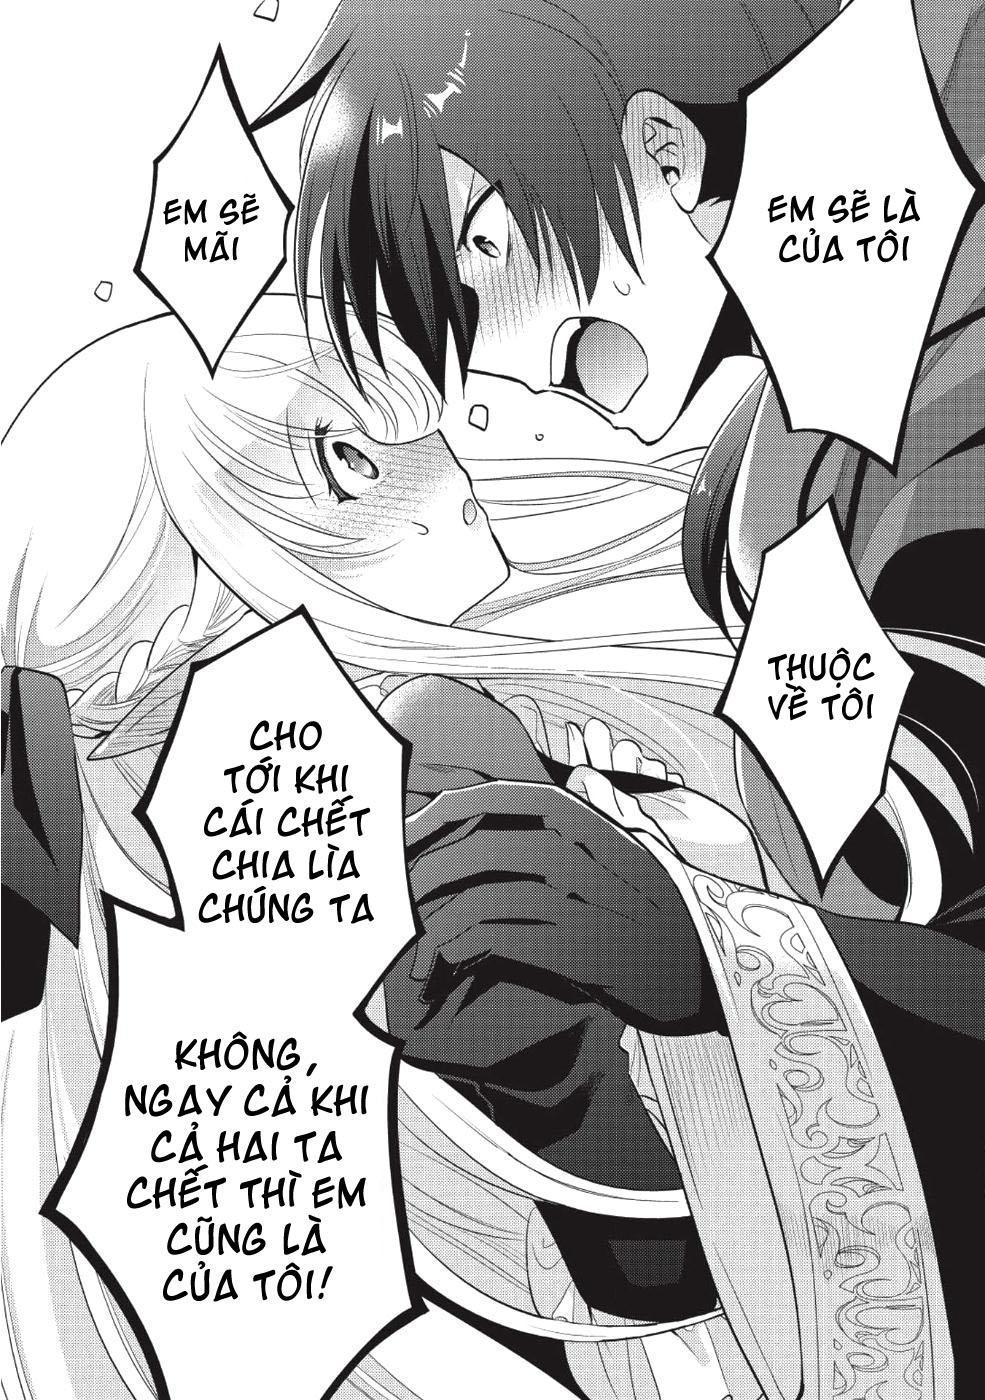 EM SẼ LÀ
CỦA TÔI
EM SẼ
MÃI
THUỘC
VỀ TÔI
CHO
TỚI KHI
CÁI CHẾT
CHIA LÌA
CHÚNG TA
KHÔNG,
NGAY CẢ KHI
CẢ HAI TA
CHẾT THÌ EM
CŨNG LÀ
CỦA TÔI!